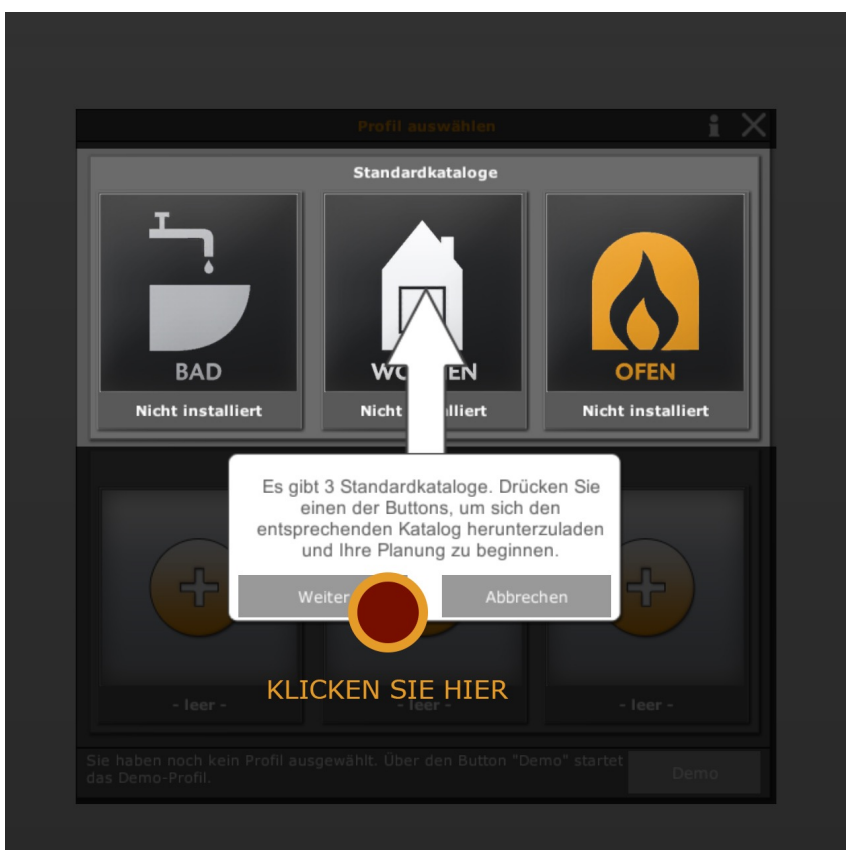 Profil auswählen
Standardkataloge
BAD
OFEN
Nicht installiert
Nicht
Nicht installiert
Es gibt 3 Standardkataloge. Drücken Sie
einen der Buttons, um sich den
entsprechenden Katalog herunterzuladen
und Ihre Planung zu beginnen.
Weiter
Abbrechen
KLICKEN SIE HIER
- leer -
- leer -
- leer -
Sie haben noch kein Profil ausgewählt. Über den Button "Demo" startet
das Demo-Profil.
Demo